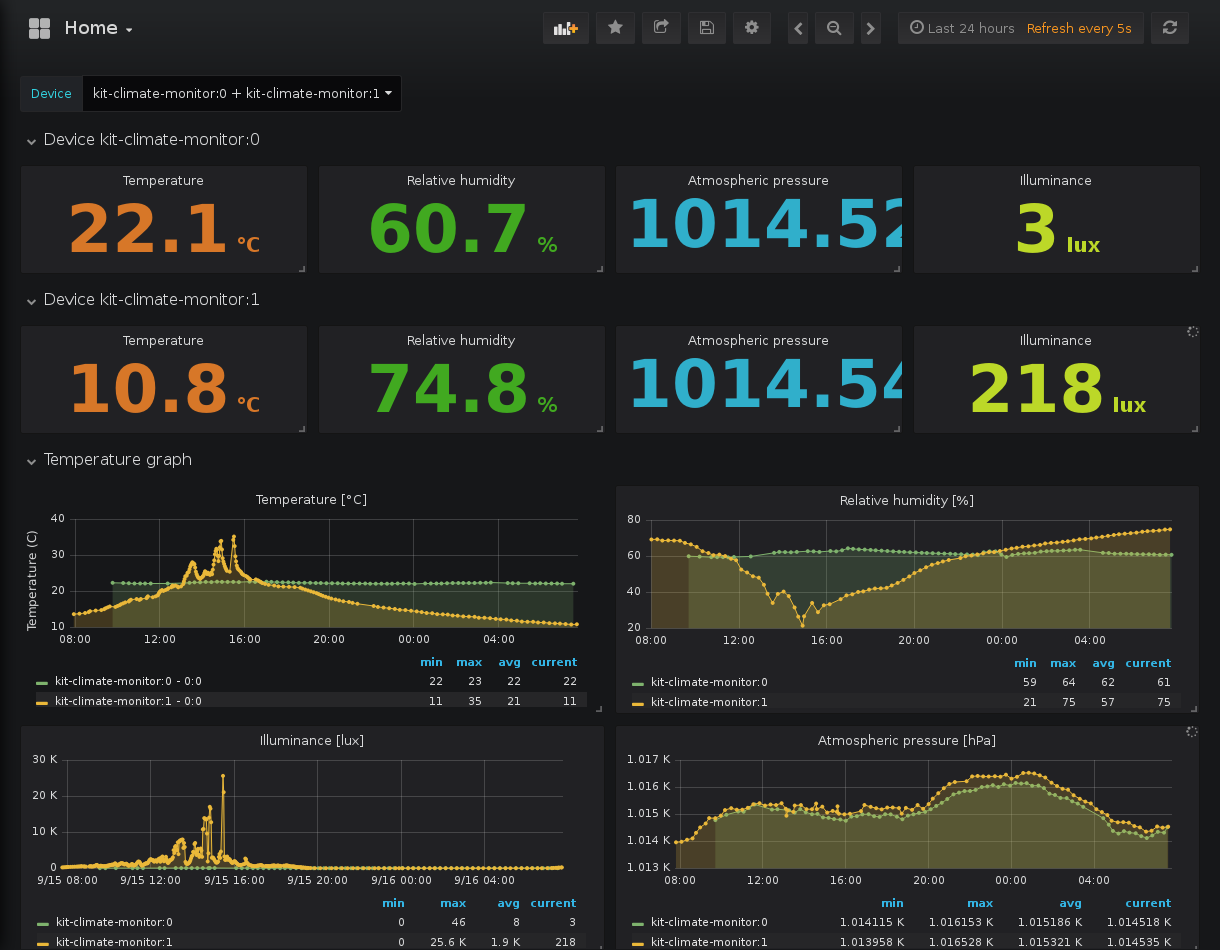 Home
Last 24 hours Refresh every 5s
Device kit-climate-monitor:0 + kit-climate-monitor:1
Device kit-climate-monitor:0
Temperature Relative humidity Atmospheric pressure Illuminance
22.1 °C 60.7 % 1014.52 3 lux
Device kit-climate-monitor:1
Temperature Relative humidity Atmospheric pressure Illuminance
10.8 °C 74.8 % 1014.54 218 lux
Temperature graph
Temperature [°C]
Temperature (C)
40
30
20
10
08:00 12:00 16:00 20:00 00:00 04:00
min max avg current
kit-climate-monitor:0 - 0:0 22 23 22 22
kit-climate-monitor:1 - 0:0 11 35 21 11
Relative humidity [%]
80
60
40
20
08:00 12:00 16:00 20:00 00:00 04:00
min max avg current
kit-climate-monitor:0 59 64 62 61
kit-climate-monitor:1 21 75 57 75
Illuminance [lux]
30 K
20 K
10 K
0
9/15 08:00 9/15 12:00 9/15 16:00 9/15 20:00 9/16 00:00 9/16 04:00
min max avg current
kit-climate-monitor:0 0 46 8 3
kit-climate-monitor:1 0 25.6 K 1.9 K 218
Atmospheric pressure [hPa]
1.017 K
1.016 K
1.015 K
1.014 K
1.013 K
08:00 12:00 16:00 20:00 00:00 04:00
min max avg current
kit-climate-monitor:0 1.014115 K 1.016153 K 1.015186 K 1.014518 K
kit-climate-monitor:1 1.013958 K 1.016528 K 1.015321 K 1.014535 K